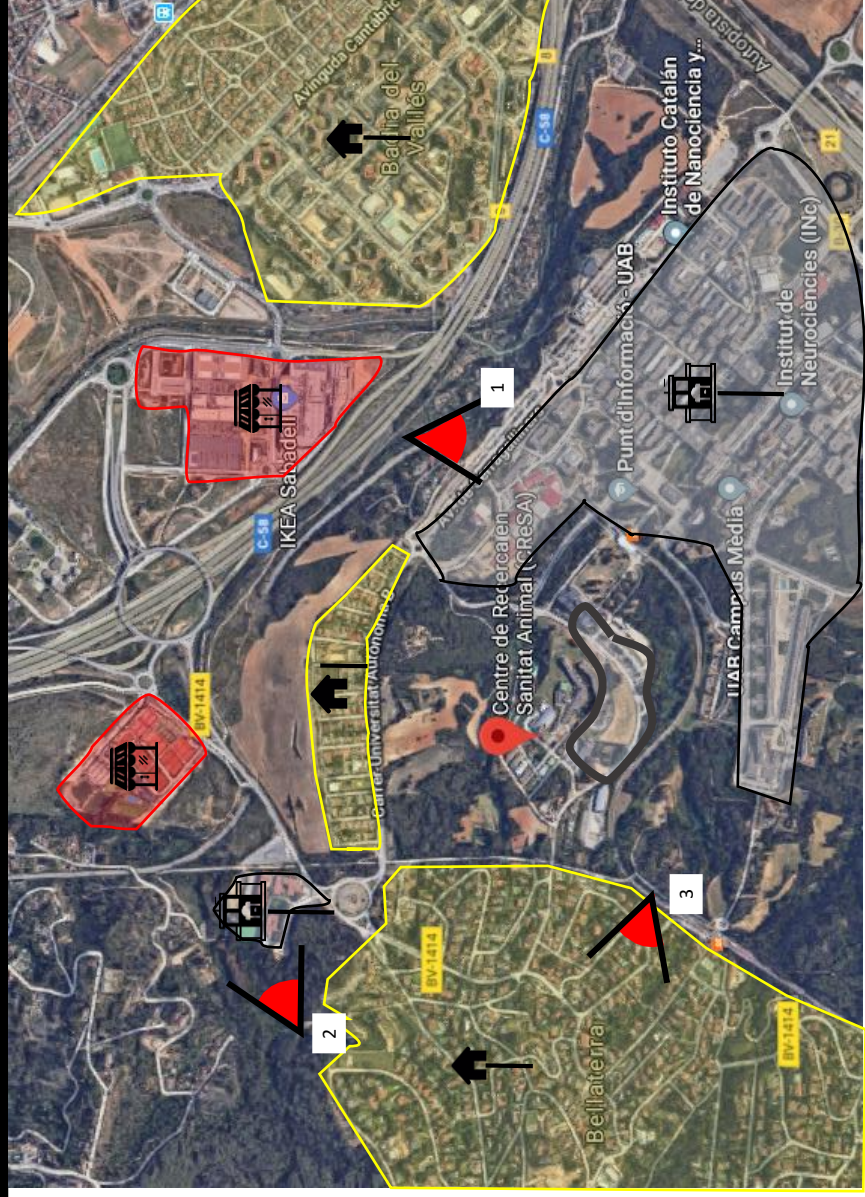 BV-1414
C-58
IKEA Sabadell
2
Avinguda Cantàbric
Carrer Universitat Autònoma
Badia del
Vallès
BV-1414
1
Centre de Recerca en
Sanitat Animal (CReSA)
C-58
Bellaterra
Punt d'Informació - UAB
Instituto Catalán
de Nanociencia y...
3
UAB Campus Mèdia
Autopista d
BV-1414
Institut de
Neurociències (INc)
21